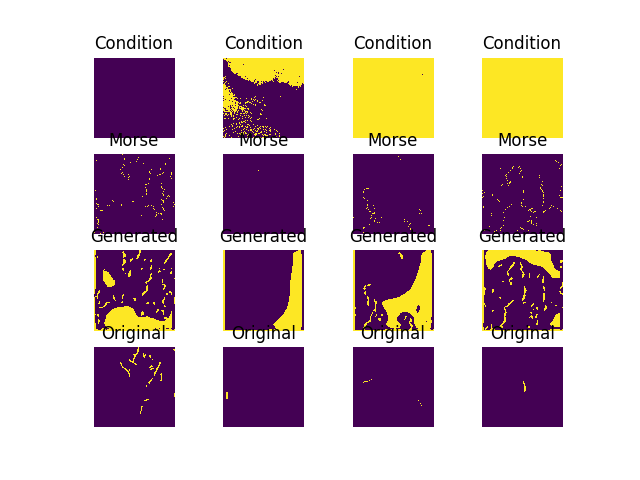 Condition Condition Condition Condition
Morse Morse Morse Morse
Generated Generated Generated Generated
Original Original Original Original